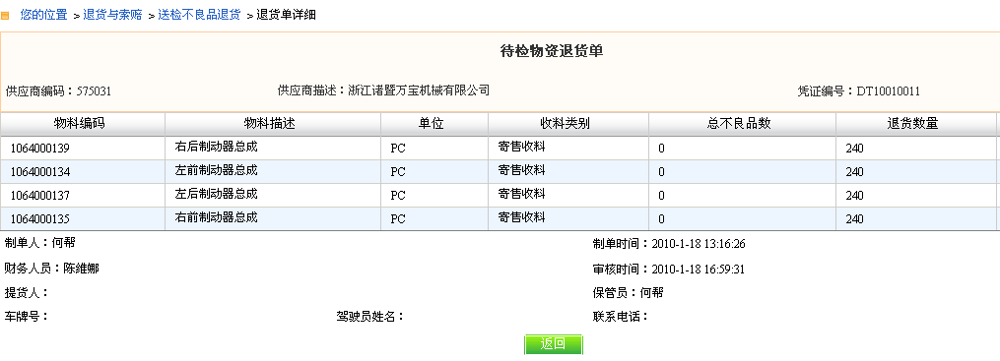 您的位置 > 退货与索赔 > 送检不良品退货 > 退货单详细
待检物资退货单
供应商编码：575031 供应商描述：浙江诸暨万宝机械有限公司 凭证编号：DT10010011
物料编码 物料描述 单位 收料类别 总不良品数 退货数量
1064000139 右后制动器总成 PC 寄售收料 0 240
1064000134 左前制动器总成 PC 寄售收料 0 240
1064000137 左后制动器总成 PC 寄售收料 0 240
1064000135 右前制动器总成 PC 寄售收料 0 240
制单人：何帮 制单时间：2010-1-18 13:16:26
财务人员：陈维娜 审核时间：2010-1-18 16:59:31
提货人： 保管员：何帮
车牌号： 驾驶员姓名： 联系电话：
返回